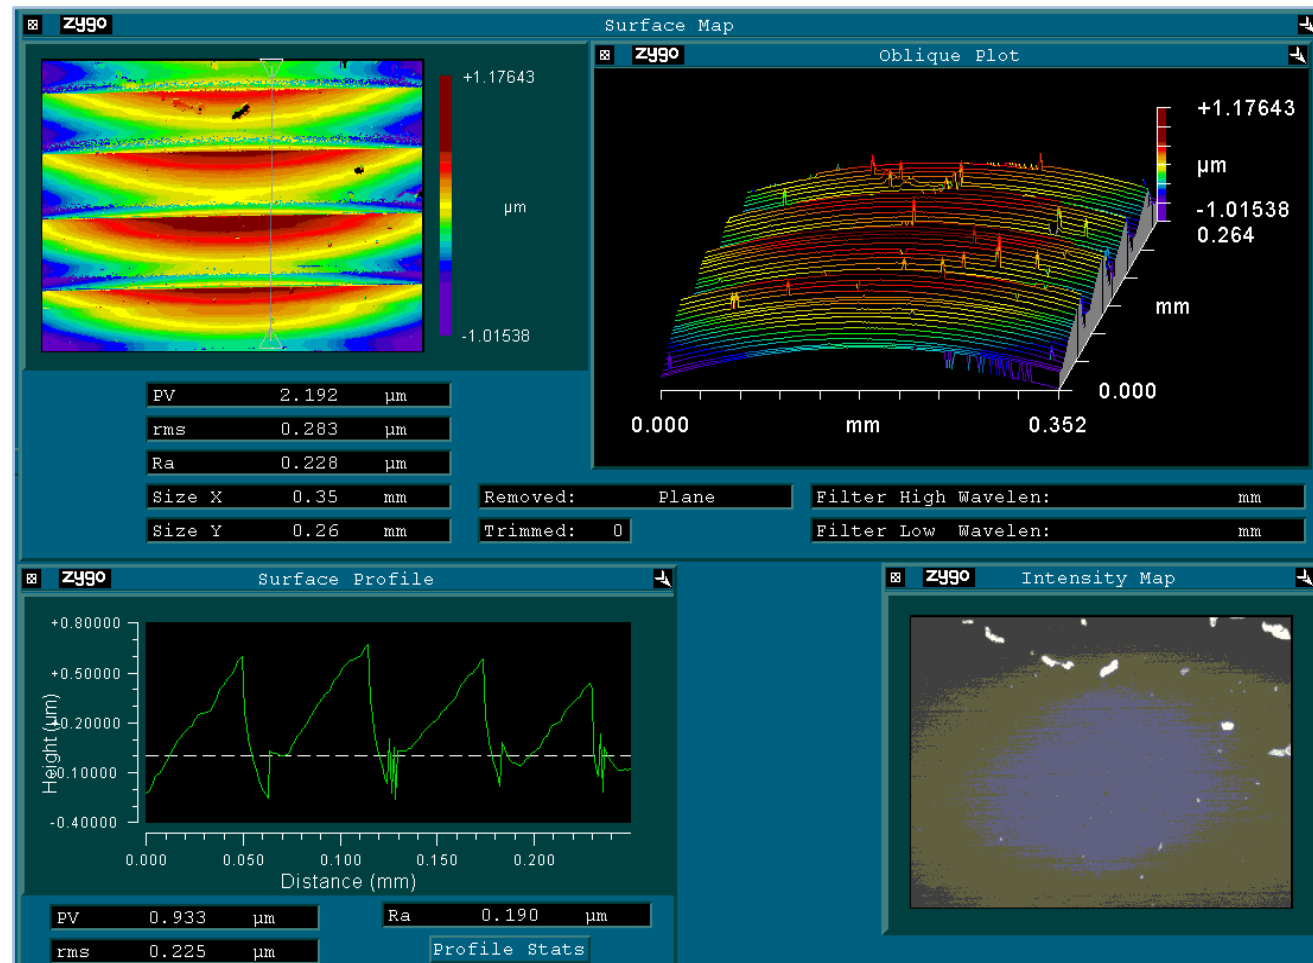 zygo Surface Map
+1.17643
µm
-1.01538
zygo Oblique Plot
+1.17643
µm
-1.01538
0.264
mm
0.000
0.000 mm 0.352
PV 2.192 µm
rms 0.283 µm
Ra 0.228 µm
Size X 0.35 mm
Size Y 0.26 mm
Removed: Plane
Trimmed: 0
Filter High Wavelen: mm
Filter Low Wavelen: mm
zygo Surface Profile
+0.80000
+0.50000
+0.20000
-0.10000
-0.40000
Height (µm)
0.000 0.050 0.100 0.150 0.200
Distance (mm)
PV 0.933 µm
rms 0.225 µm
Ra 0.190 µm
Profile Stats
zygo Intensity Map